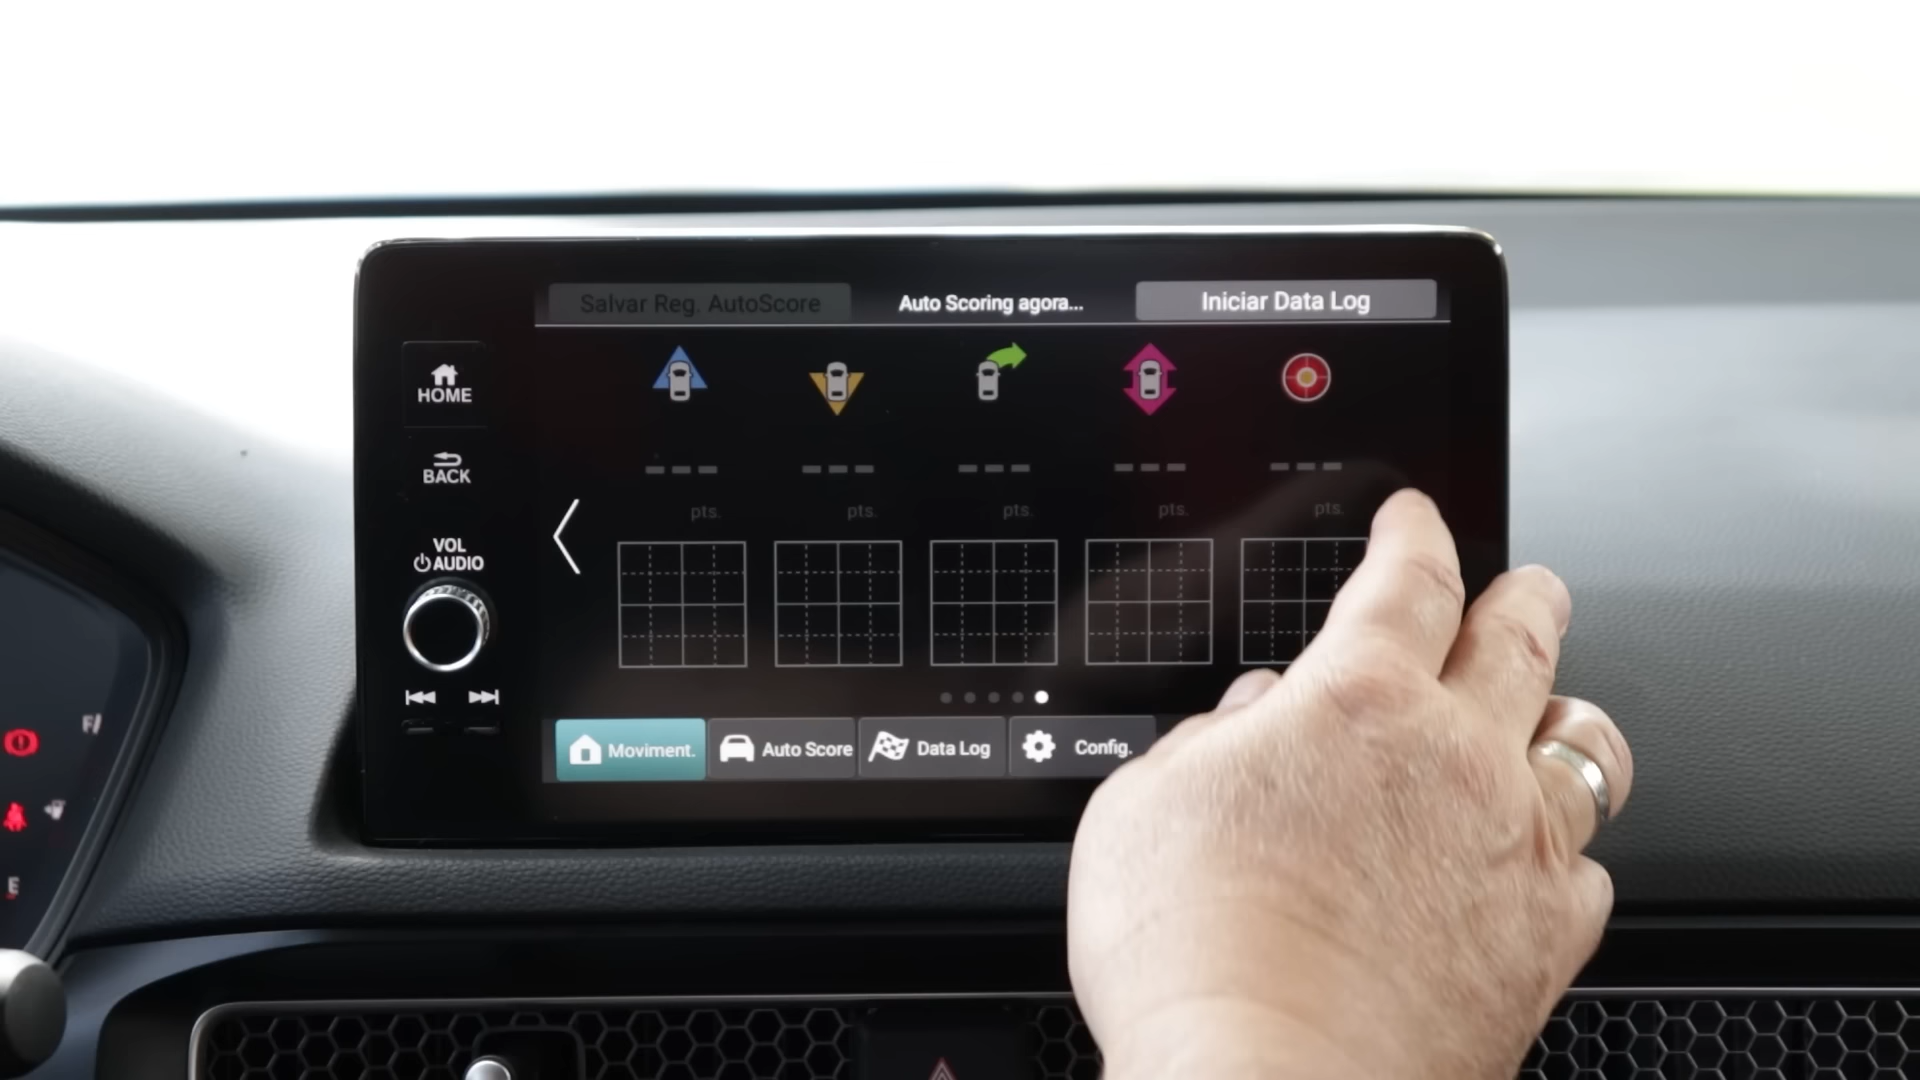 Salvar Reg. AutoScore
Auto Scoring agora...
Iniciar Data Log
HOME
BACK
VOL
AUDIO
pts.
pts.
pts.
pts.
pts.
Moviment.
Auto Score
Data Log
Config.
E